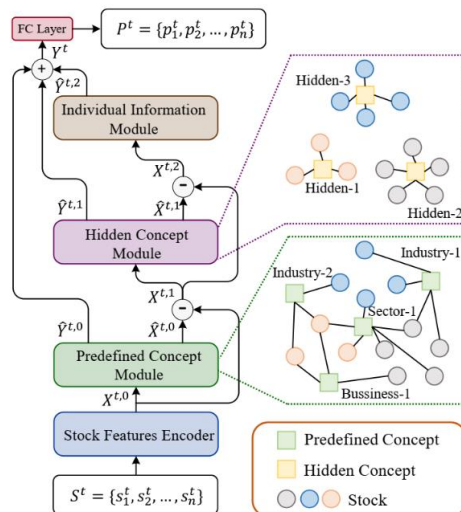 FC Layer
P^t = {p_1^t, p_2^t, ..., p_n^t}
Y^t
+
Ŷ^{t,2}
Individual Information
Module
X^{t,2}
-
Ŷ^{t,1}
X̂^{t,1}
Hidden Concept
Module
X^{t,1}
-
Ŷ^{t,0}
X̂^{t,0}
Predefined Concept
Module
X^{t,0}
Stock Features Encoder
S^t = {s_1^t, s_2^t, ..., s_n^t}
Hidden-3
Hidden-1
Hidden-2
Industry-1
Industry-2
Sector-1
Bussiness-1
Predefined Concept
Hidden Concept
Stock